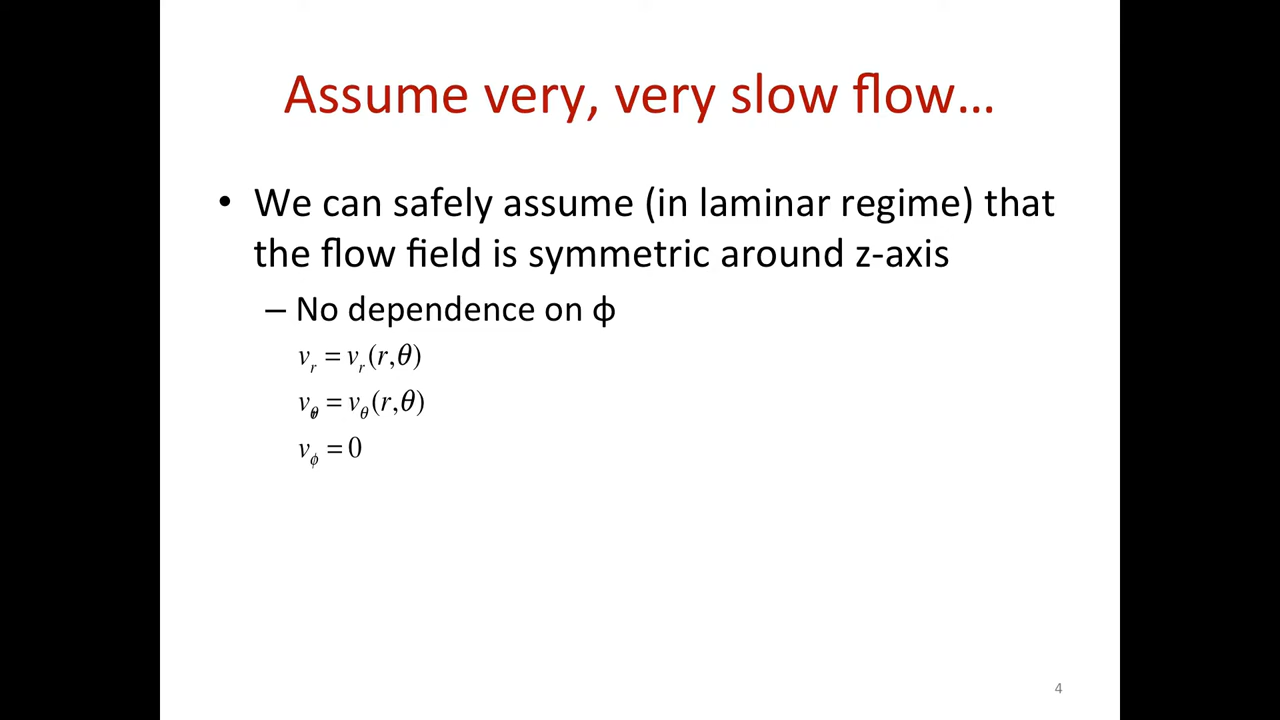 Assume very, very slow flow…
• We can safely assume (in laminar regime) that
the flow field is symmetric around z-axis
– No dependence on ϕ
v_r = v_r(r,θ)
v_θ = v_θ(r,θ)
v_ϕ = 0
4